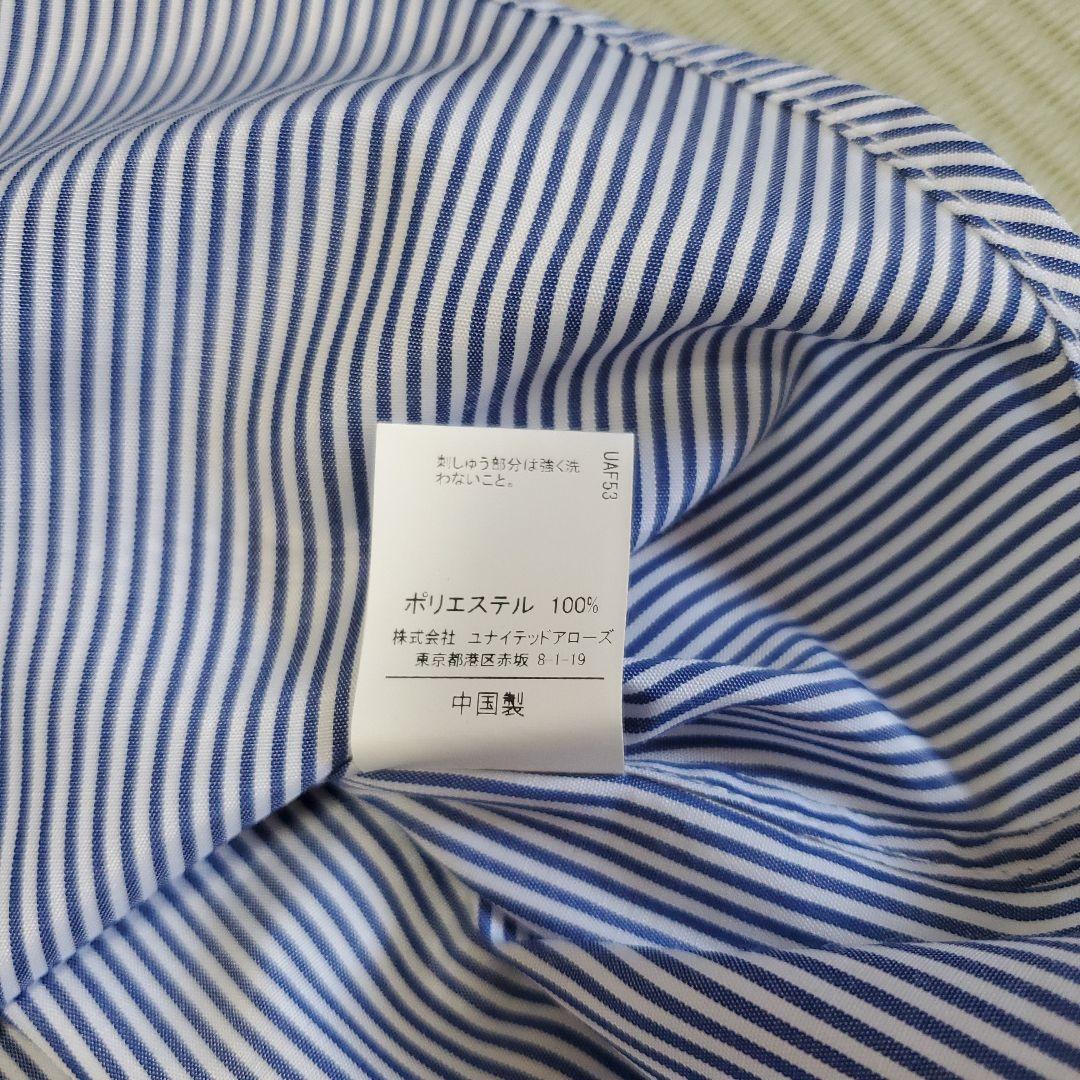 刺しゅう部分は強く洗
わないこと。
UAF53
ポリエステル 100%
株式会社 ユナイテッドアローズ
東京都港区赤坂 8-1-19
中国製